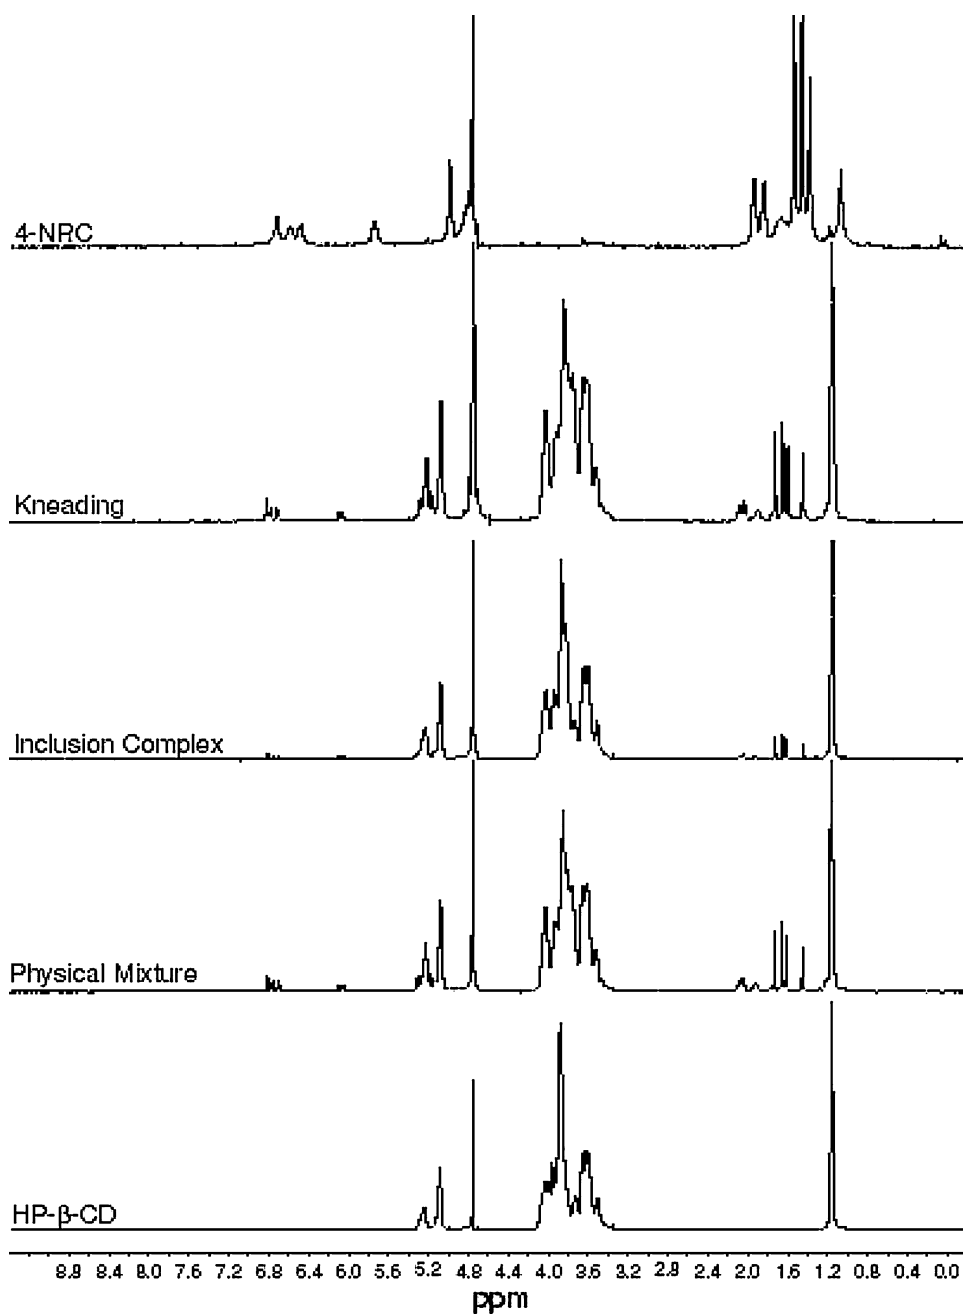 4-NRC
Kneading
Inclusion Complex
Physical Mixture
HP-β-CD
8.8 8.4 8.0 7.6 7.2 6.8 6.4 6.0 5.6 5.2 4.8 4.4 4.0 3.6 3.2 2.8 2.4 2.0 1.6 1.2 0.8 0.4 0.0
ppm